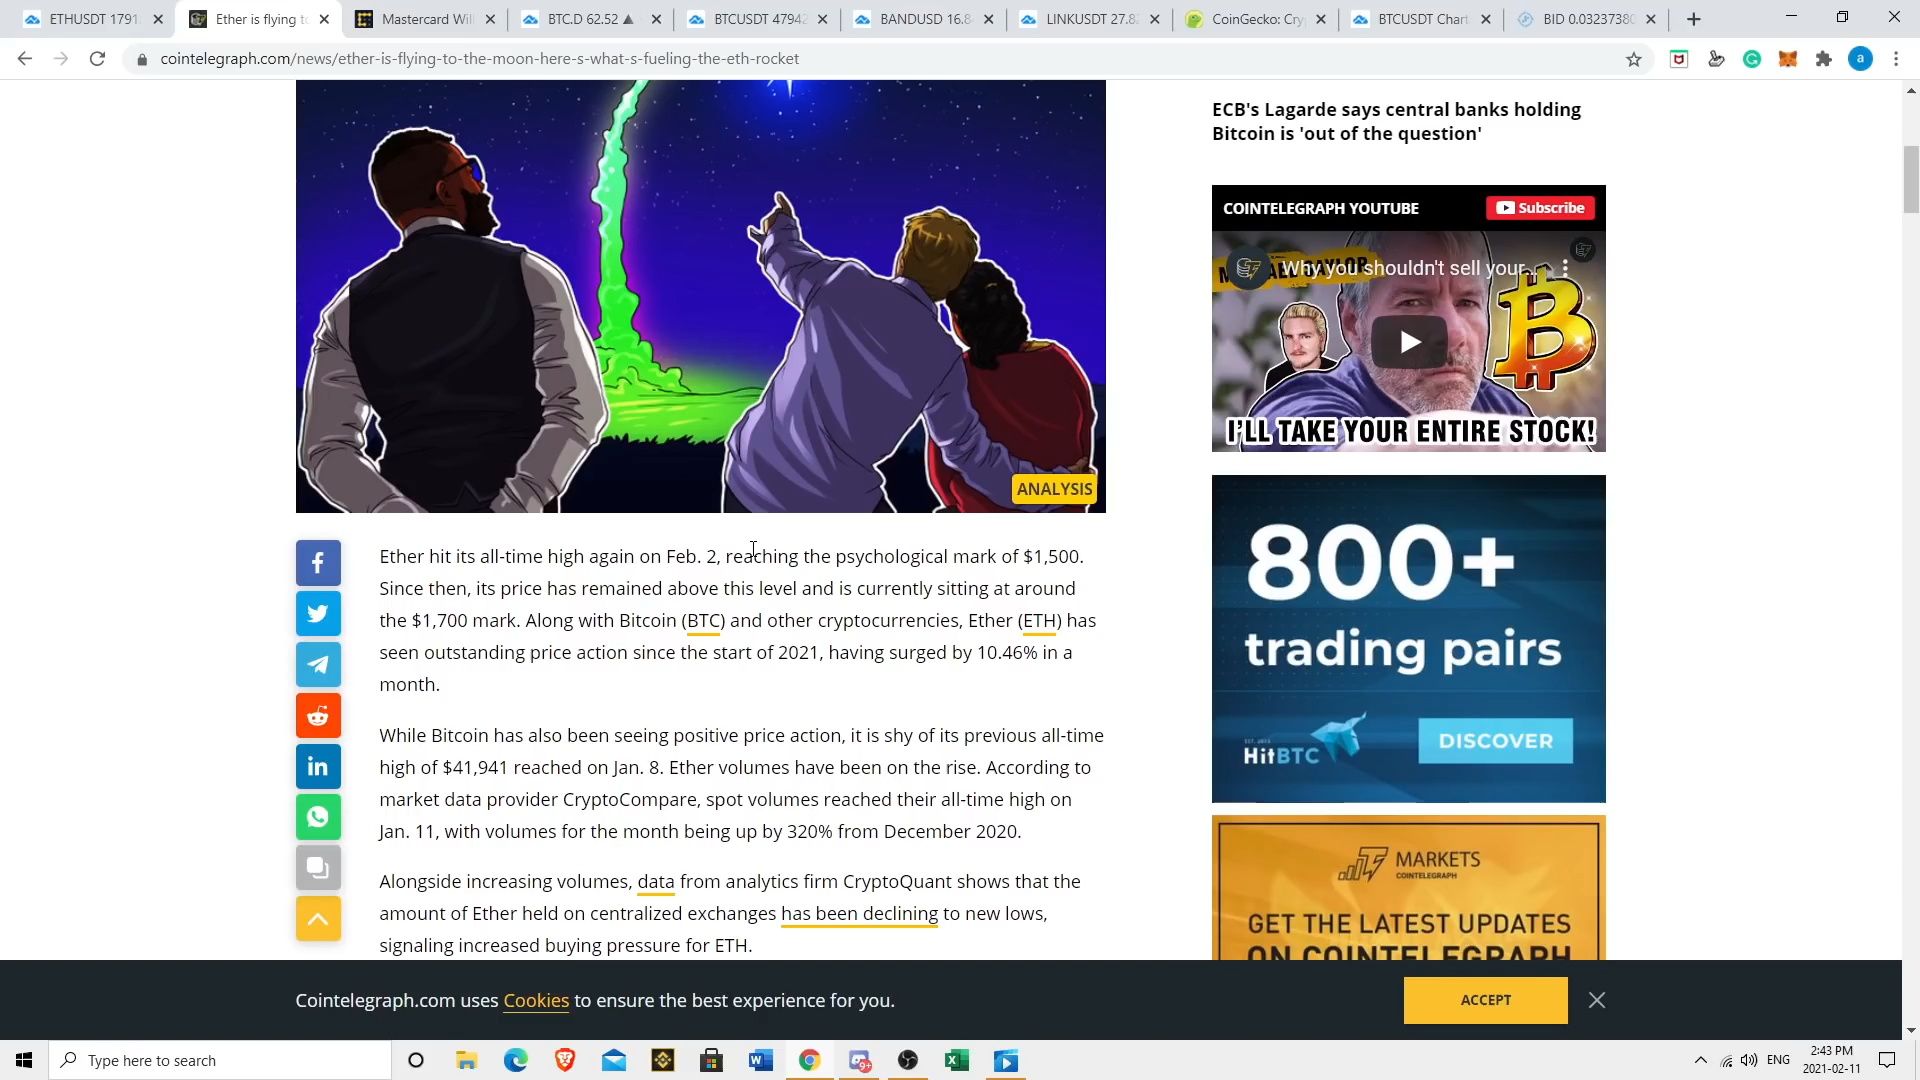 ETHUSDT 1791.
Ether is flying to
Mastercard Wil
BTC.D 62.52 ▲
BTCUSDT 47942
BANDUSD 16.8
LINKUSDT 27.82
CoinGecko: Cry
BTCUSDT Chart
BID 0.03237380
cointelegraph.com/news/ether-is-flying-to-the-moon-here-s-what-s-fueling-the-eth-rocket
a
ANALYSIS
Ether hit its all-time high again on Feb. 2, reaching the psychological mark of $1,500.
Since then, its price has remained above this level and is currently sitting at around
the $1,700 mark. Along with Bitcoin (BTC) and other cryptocurrencies, Ether (ETH) has
seen outstanding price action since the start of 2021, having surged by 10.46% in a
month.
While Bitcoin has also been seeing positive price action, it is shy of its previous all-time
high of $41,941 reached on Jan. 8. Ether volumes have been on the rise. According to
market data provider CryptoCompare, spot volumes reached their all-time high on
Jan. 11, with volumes for the month being up by 320% from December 2020.
Alongside increasing volumes, data from analytics firm CryptoQuant shows that the
amount of Ether held on centralized exchanges has been declining to new lows,
signaling increased buying pressure for ETH.
ECB's Lagarde says central banks holding
Bitcoin is 'out of the question'
COINTELEGRAPH YOUTUBE
Subscribe
Why you shouldn't sell your...
I'LL TAKE YOUR ENTIRE STOCK!
800+
trading pairs
HitBTC
DISCOVER
MARKETS
COINTELEGRAPH
GET THE LATEST UPDATES
ON COINTELEGRAPH
Cointelegraph.com uses Cookies to ensure the best experience for you.
ACCEPT
Type here to search
9+
ENG
2:43 PM
2021-02-11